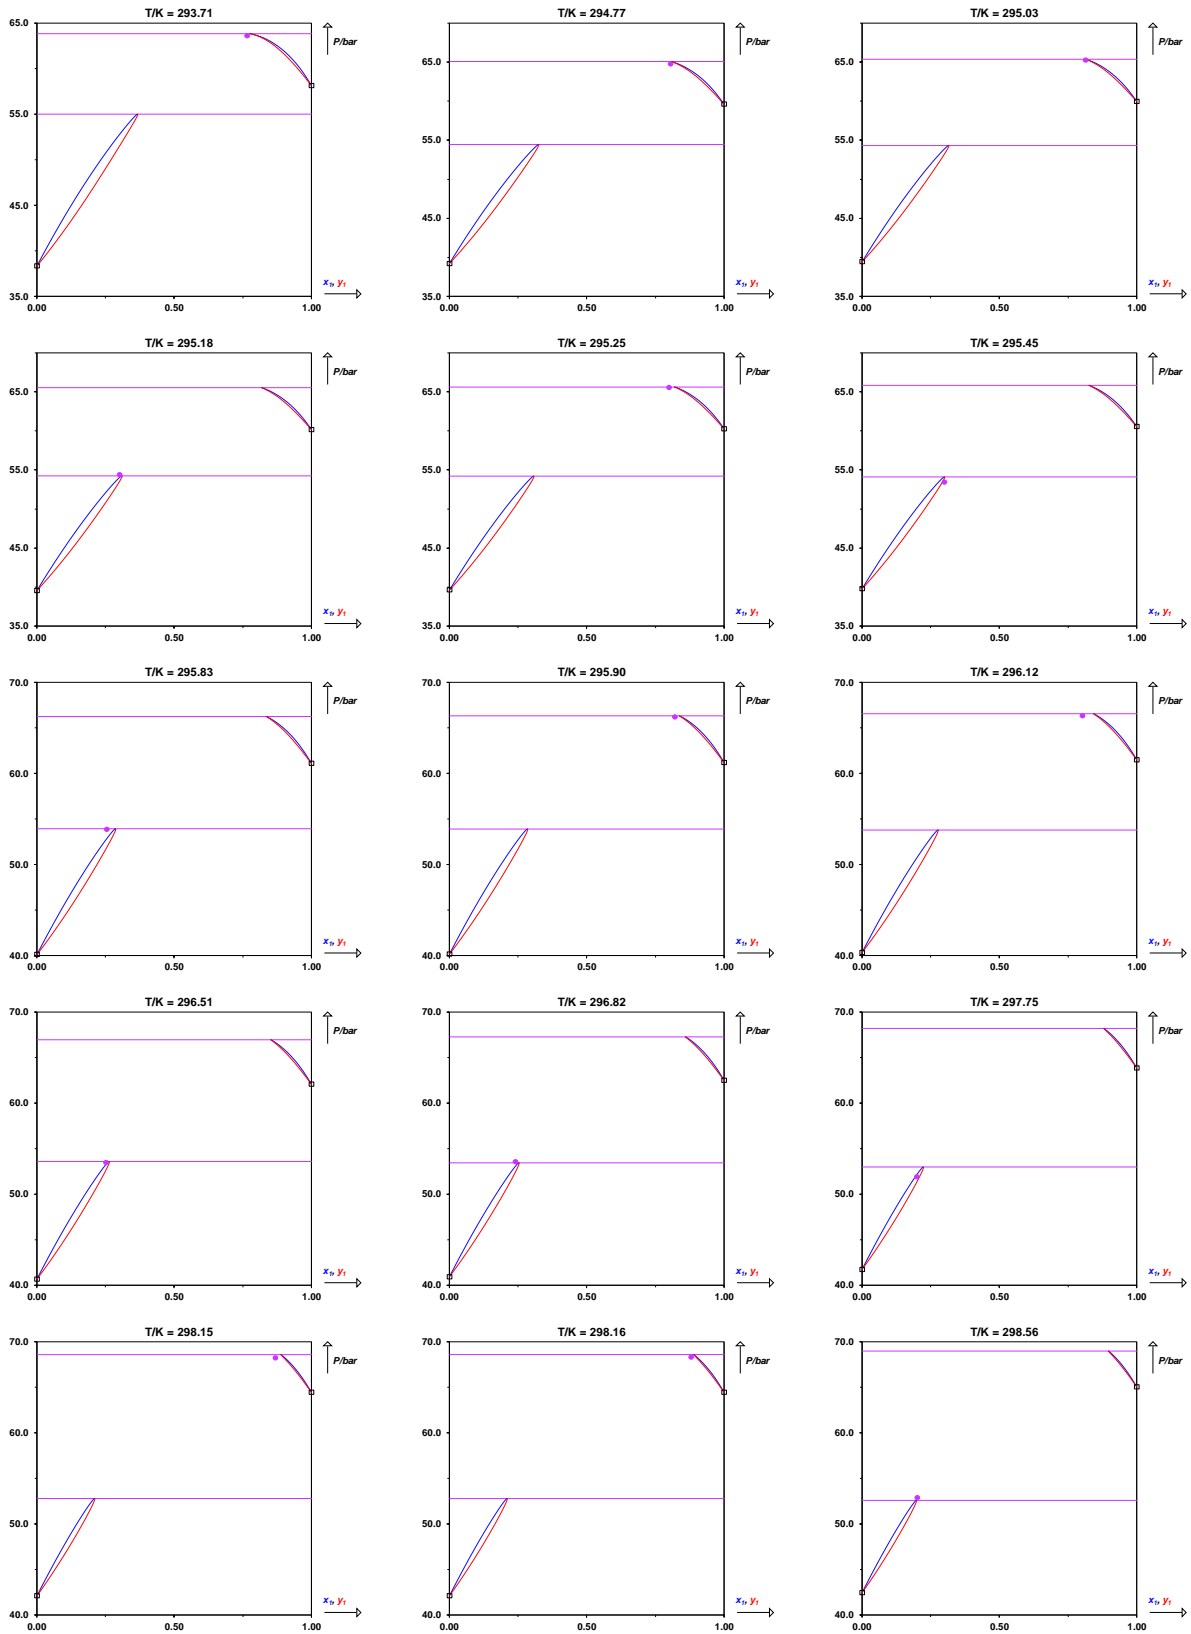 T/K = 293.71 T/K = 294.77 T/K = 295.03
65.0 P/bar P/bar P/bar
65.0 65.0
55.0 55.0 55.0
45.0 45.0 45.0
x₁, y₁ x₁, y₁ x₁, y₁
35.0 35.0 35.0
0.00 0.50 1.00 0.00 0.50 1.00 0.00 0.50 1.00
T/K = 295.18 T/K = 295.25 T/K = 295.45
P/bar P/bar P/bar
65.0 65.0 65.0
55.0 55.0 55.0
45.0 45.0 45.0
x₁, y₁ x₁, y₁ x₁, y₁
35.0 35.0 35.0
0.00 0.50 1.00 0.00 0.50 1.00 0.00 0.50 1.00
T/K = 295.83 T/K = 295.90 T/K = 296.12
70.0 70.0 70.0
P/bar P/bar P/bar
60.0 60.0 60.0
50.0 50.0 50.0
x₁, y₁ x₁, y₁ x₁, y₁
40.0 40.0 40.0
0.00 0.50 1.00 0.00 0.50 1.00 0.00 0.50 1.00
T/K = 296.51 T/K = 296.82 T/K = 297.75
70.0 70.0 70.0
P/bar P/bar P/bar
60.0 60.0 60.0
50.0 50.0 50.0
x₁, y₁ x₁, y₁ x₁, y₁
40.0 40.0 40.0
0.00 0.50 1.00 0.00 0.50 1.00 0.00 0.50 1.00
T/K = 298.15 T/K = 298.16 T/K = 298.56
70.0 70.0 70.0
P/bar P/bar P/bar
60.0 60.0 60.0
50.0 50.0 50.0
x₁, y₁ x₁, y₁ x₁, y₁
40.0 40.0 40.0
0.00 0.50 1.00 0.00 0.50 1.00 0.00 0.50 1.00